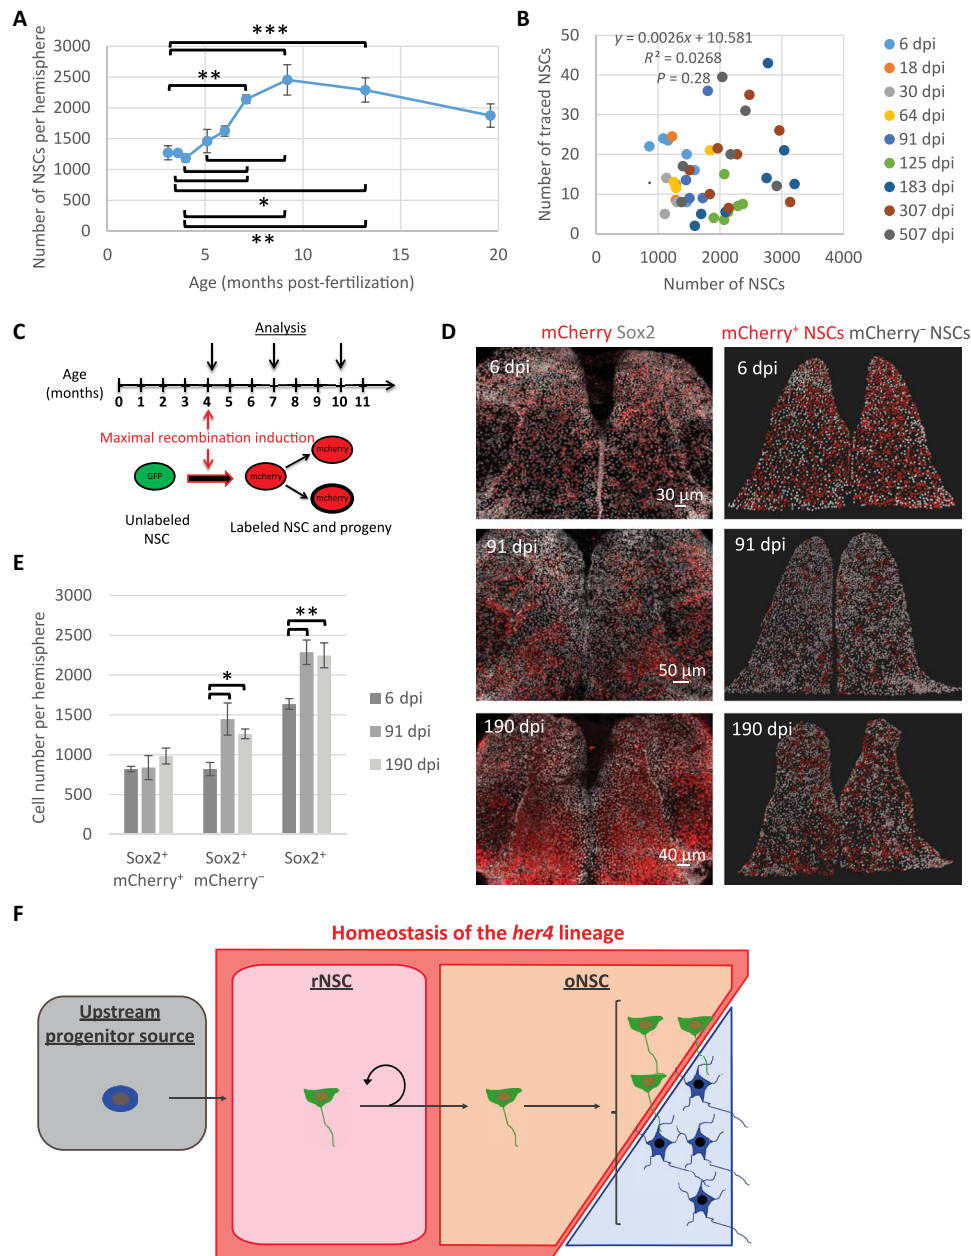 A
Number of NSCs per hemisphere
3000
2500
2000
1500
1000
500
0
0
5
10
15
20
Age (months post-fertilization)
***
**
*
**
B
Number of traced NSCs
50
40
30
20
10
0
0
1000
2000
3000
4000
Number of NSCs
y = 0.0026x + 10.581
R² = 0.0268
P = 0.28
6 dpi
18 dpi
30 dpi
64 dpi
91 dpi
125 dpi
183 dpi
307 dpi
507 dpi
C
Analysis
Age
(months)
0 1 2 3 4 5 6 7 8 9 10 11
Maximal recombination induction
GFP
mcherry
mcherry
mcherry
Unlabeled
NSC
Labeled NSC and progeny
D
mCherry Sox2
mCherry⁺ NSCs mCherry⁻ NSCs
6 dpi
30 µm
6 dpi
91 dpi
50 µm
91 dpi
190 dpi
40 µm
190 dpi
E
Cell number per hemisphere
3000
2500
2000
1500
1000
500
0
*
**
Sox2⁺
mCherry⁺
Sox2⁺
mCherry⁻
Sox2⁺
6 dpi
91 dpi
190 dpi
F
Homeostasis of the her4 lineage
Upstream
progenitor source
rNSC
oNSC